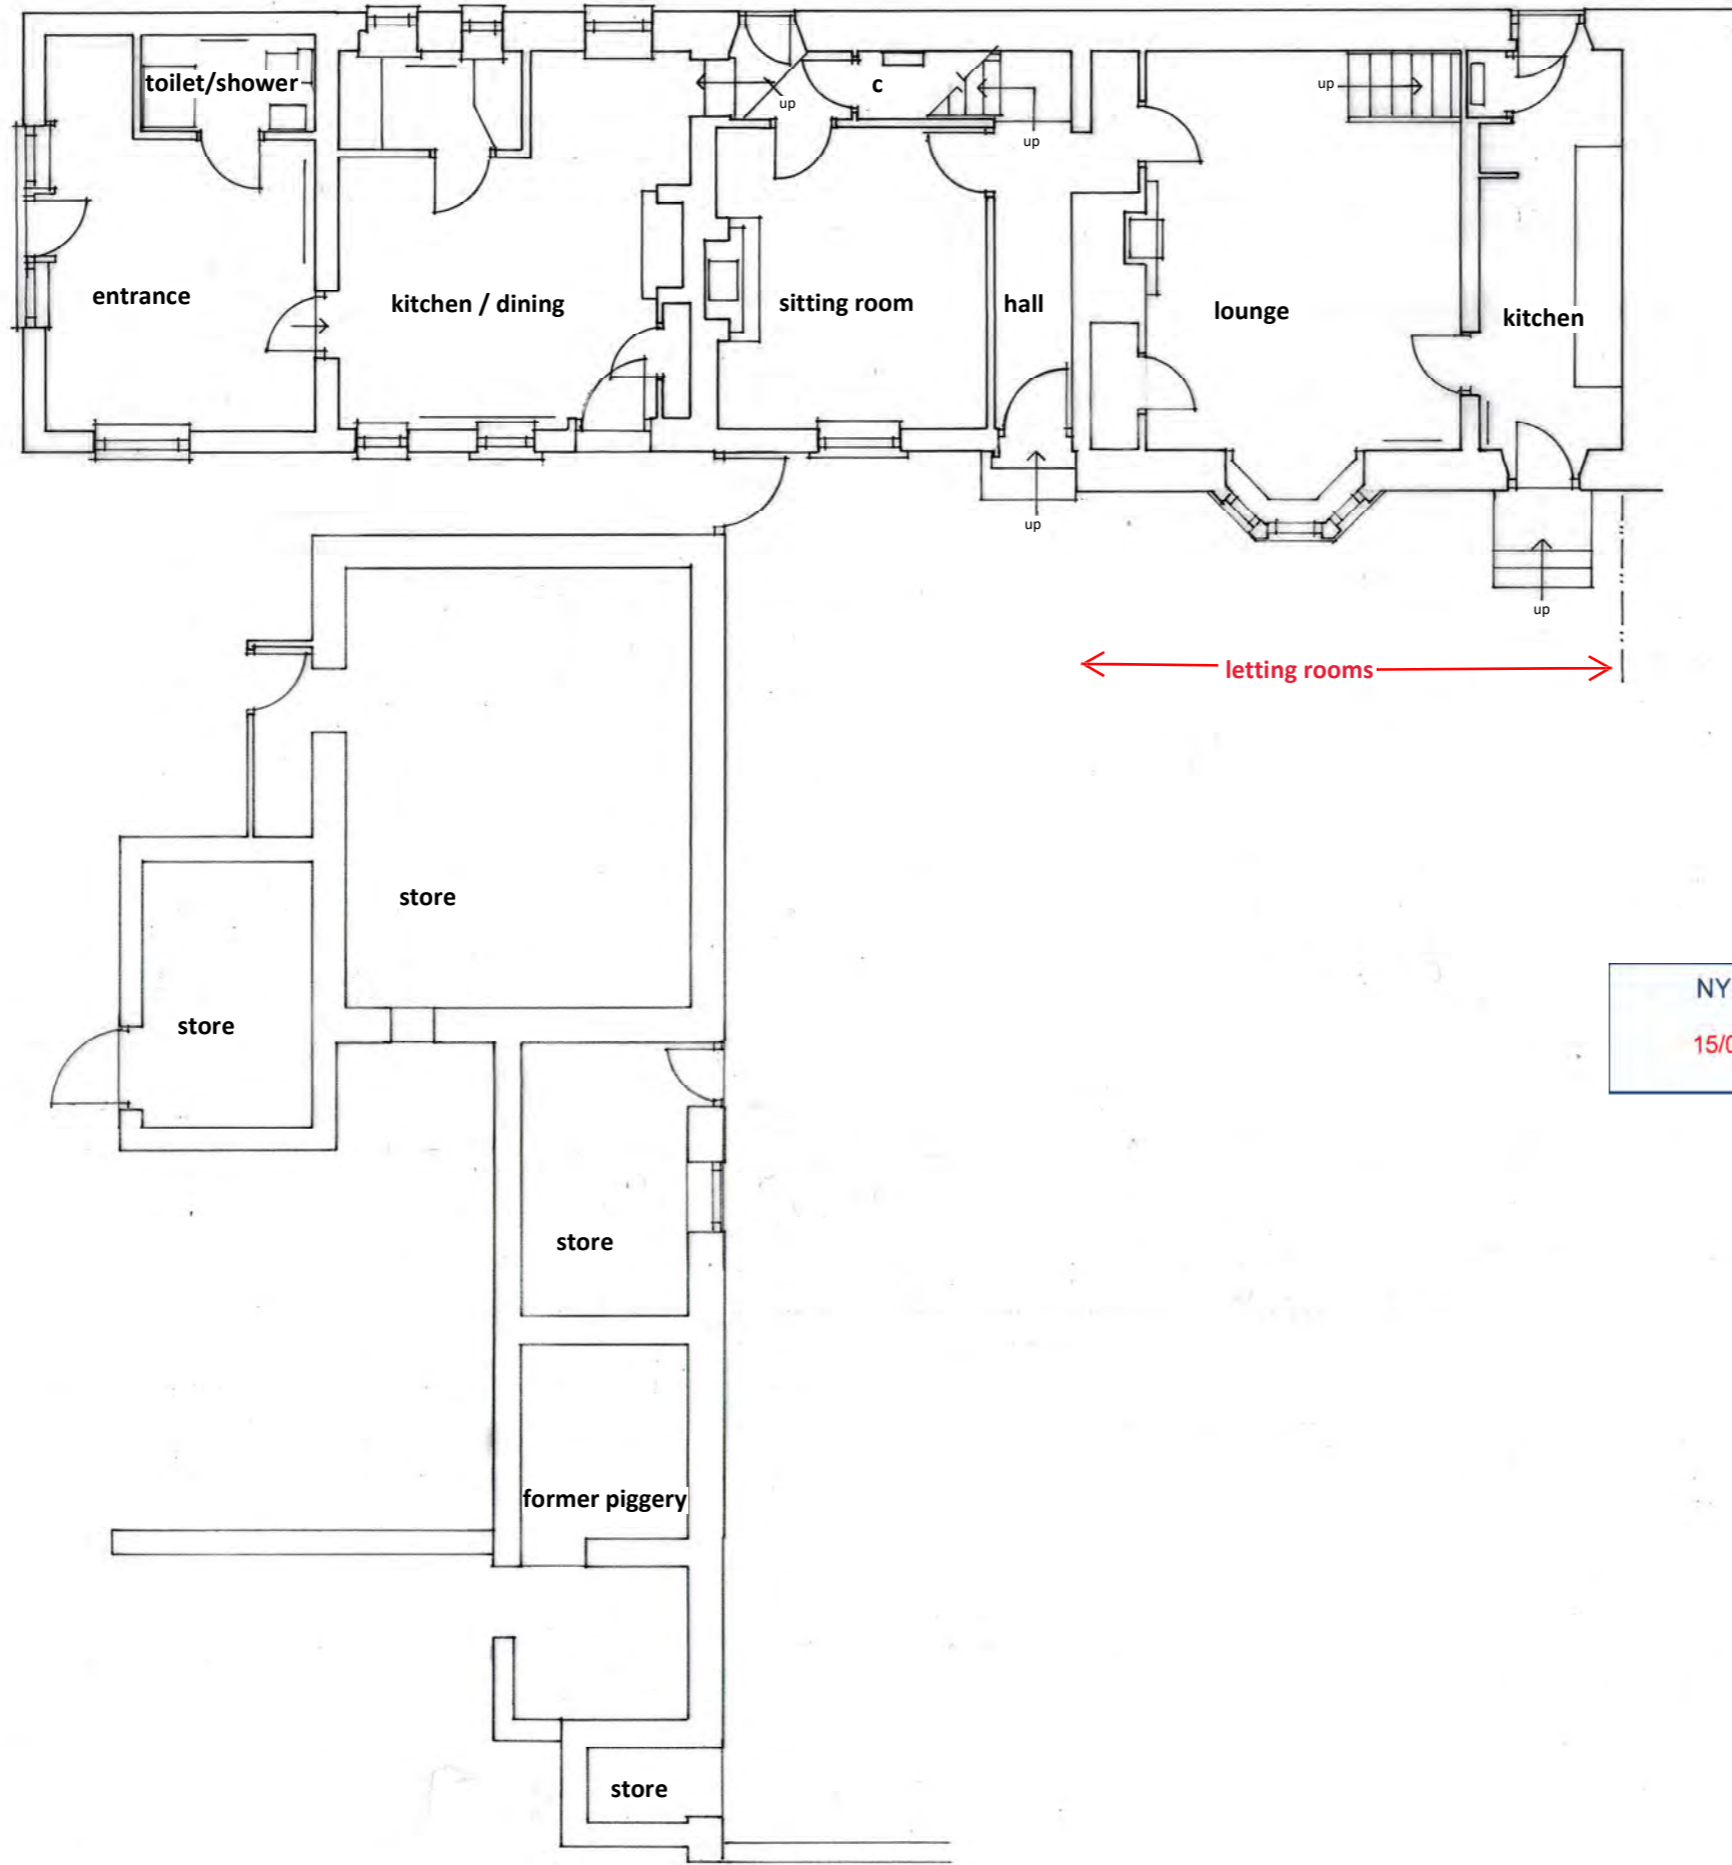 toilet/shower
c
up
up
up
entrance
kitchen / dining
sitting room
hall
lounge
kitchen
up
up
letting rooms
store
store
NY
15/0
store
former piggery
store